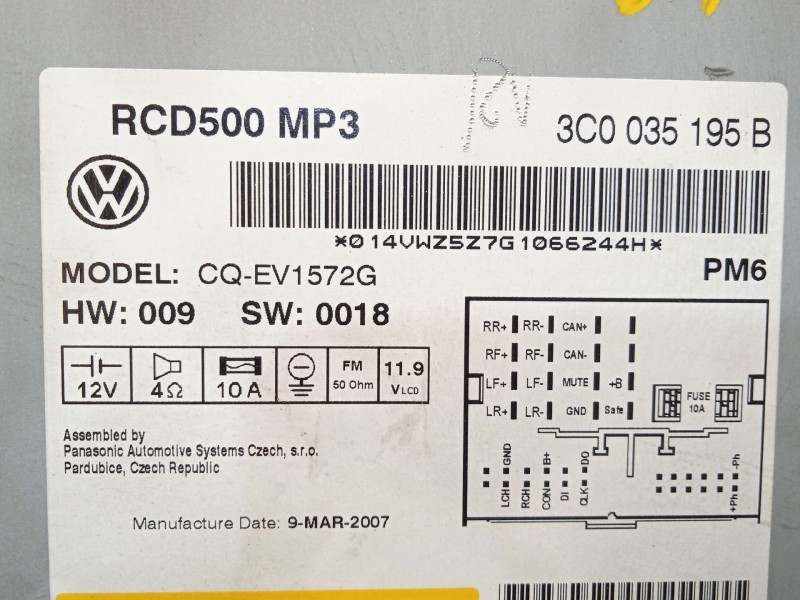 RCD500 MP3
3C0 035 195 B
*014VWZ5Z7G1066244H*
MODEL: CQ-EV1572G
PM6
HW: 009 SW: 0018
12V
4Ω
10A
FM
50 Ohm
11.9
VLCD
RR+ RR- CAN+
RF+ RF- CAN-
LF+ LF- MUTE +B
LR+ LR- GND Safe
FUSE
10A
Assembled by
Panasonic Automotive Systems Czech, s.r.o.
Pardubice, Czech Republic
GND B+ DO -Ph
LCH RCH CON DI CLK +Ph
Manufacture Date: 9-MAR-2007